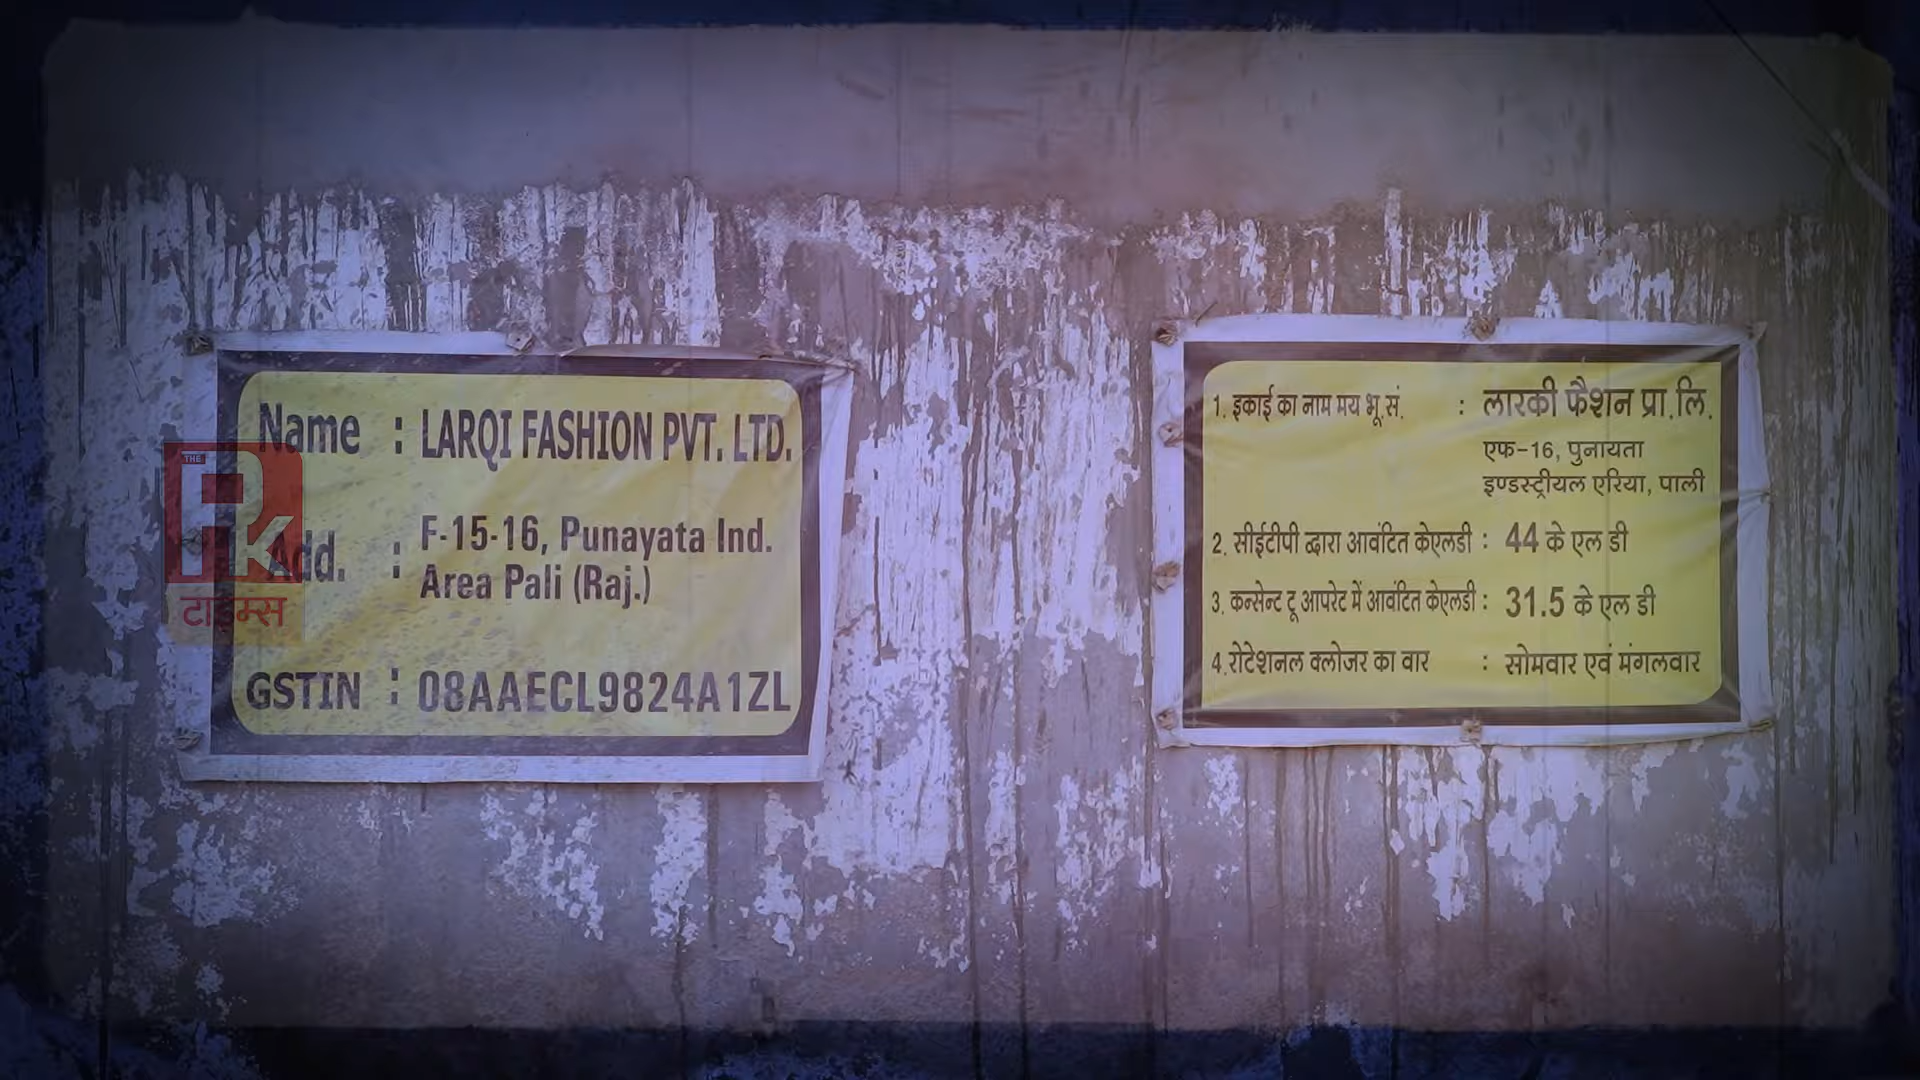 Name : LARQI FASHION PVT. LTD.
Add. : F-15-16, Punayata Ind.
Area Pali (Raj.)
GSTIN : 08AAECL9824A1ZL
THE
RK
टाइम्स
1. इकाई का नाम मय भू.सं. : लारकी फैशन प्रा.लि.
एफ-16, पुनायता
इण्डस्ट्रीयल एरिया, पाली
2. सीईटीपी द्धारा आवंटित केएलडी : 44 के एल डी
3. कन्सेन्ट टू आपरेट में आवंटित केएलडी : 31.5 के एल डी
4. रोटेशनल क्लोजर का वार : सोमवार एवं मंगलवार